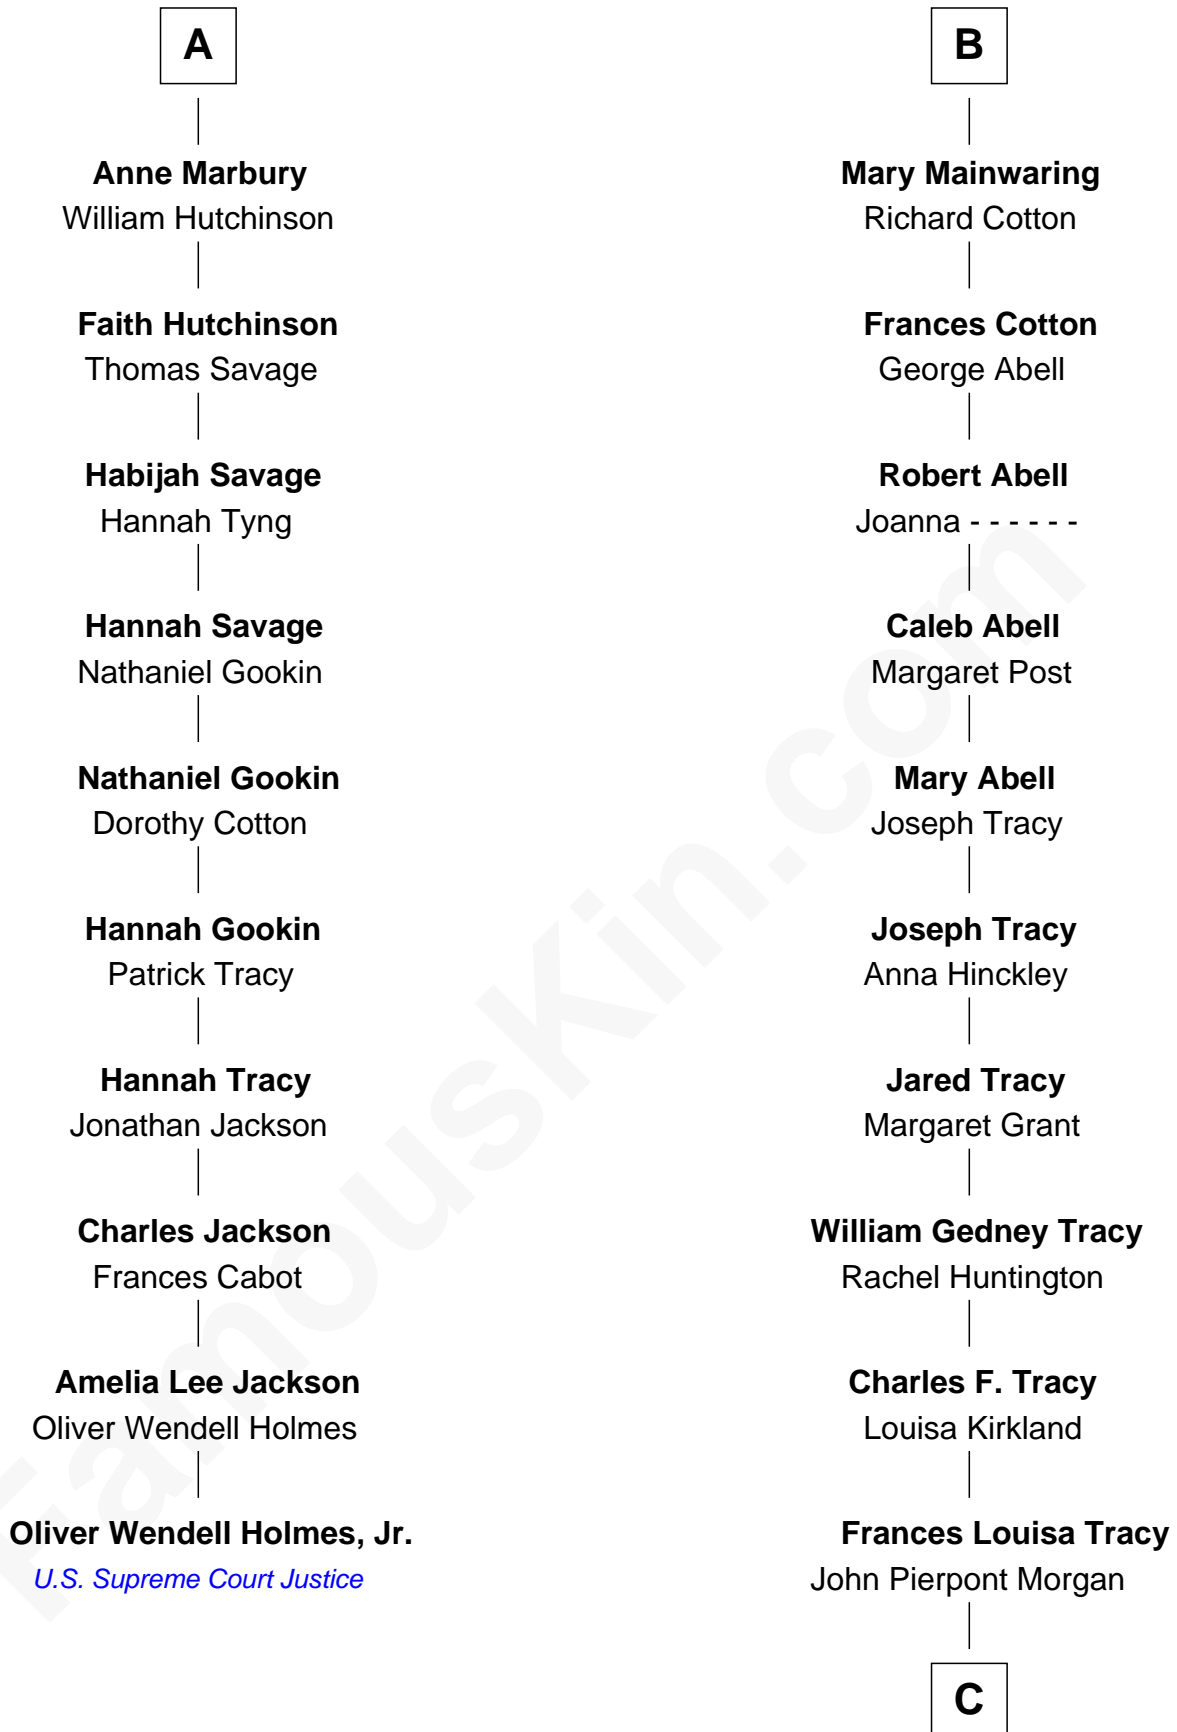 A
Anne Marbury
William Hutchinson
Faith Hutchinson
Thomas Savage
Habijah Savage
Hannah Tyng
Hannah Savage
Nathaniel Gookin
Nathaniel Gookin
Dorothy Cotton
Hannah Gookin
Patrick Tracy
Hannah Tracy
Jonathan Jackson
Charles Jackson
Frances Cabot
Amelia Lee Jackson
Oliver Wendell Holmes
Oliver Wendell Holmes, Jr.
U.S. Supreme Court Justice
B
Mary Mainwaring
Richard Cotton
Frances Cotton
George Abell
Robert Abell
Joanna - - - - - -
Caleb Abell
Margaret Post
Mary Abell
Joseph Tracy
Joseph Tracy
Anna Hinckley
Jared Tracy
Margaret Grant
William Gedney Tracy
Rachel Huntington
Charles F. Tracy
Louisa Kirkland
Frances Louisa Tracy
John Pierpont Morgan
C
FamousKin.com